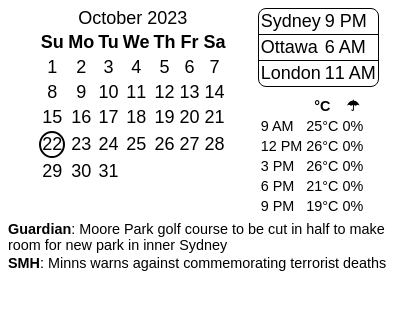 October 2023
Su Mo Tu We Th Fr Sa
1 2 3 4 5 6 7
8 9 10 11 12 13 14
15 16 17 18 19 20 21
22 23 24 25 26 27 28
29 30 31
Sydney 9 PM
Ottawa 6 AM
London 11 AM
°C ☂
9 AM 25°C 0%
12 PM 26°C 0%
3 PM 26°C 0%
6 PM 21°C 0%
9 PM 19°C 0%
Guardian: Moore Park golf course to be cut in half to make
room for new park in inner Sydney
SMH: Minns warns against commemorating terrorist deaths